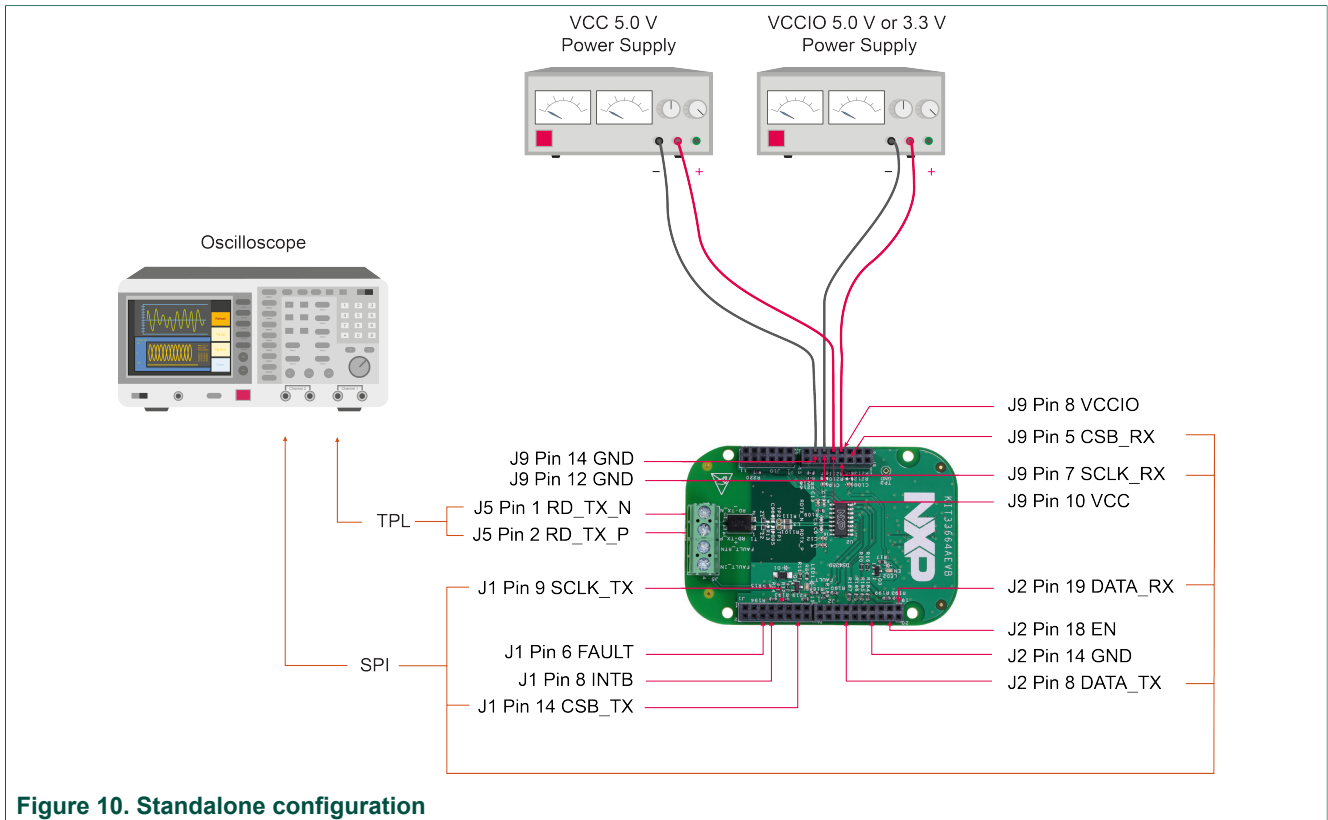 VCC 5.0 V
Power Supply
VCCIO 5.0 V or 3.3 V
Power Supply
− +
− +
Oscilloscope
J9 Pin 8 VCCIO
J9 Pin 5 CSB_RX
J9 Pin 14 GND
J9 Pin 12 GND
J9 Pin 7 SCLK_RX
J9 Pin 10 VCC
TPL
J5 Pin 1 RD_TX_N
J5 Pin 2 RD_TX_P
NXP
KIT33664AEVB
FAULT_RTN
FAULT_IN
J1 Pin 9 SCLK_TX
J2 Pin 19 DATA_RX
J2 Pin 18 EN
SPI
J1 Pin 6 FAULT
J2 Pin 14 GND
J1 Pin 8 INTB
J2 Pin 8 DATA_TX
J1 Pin 14 CSB_TX
Figure 10. Standalone configuration